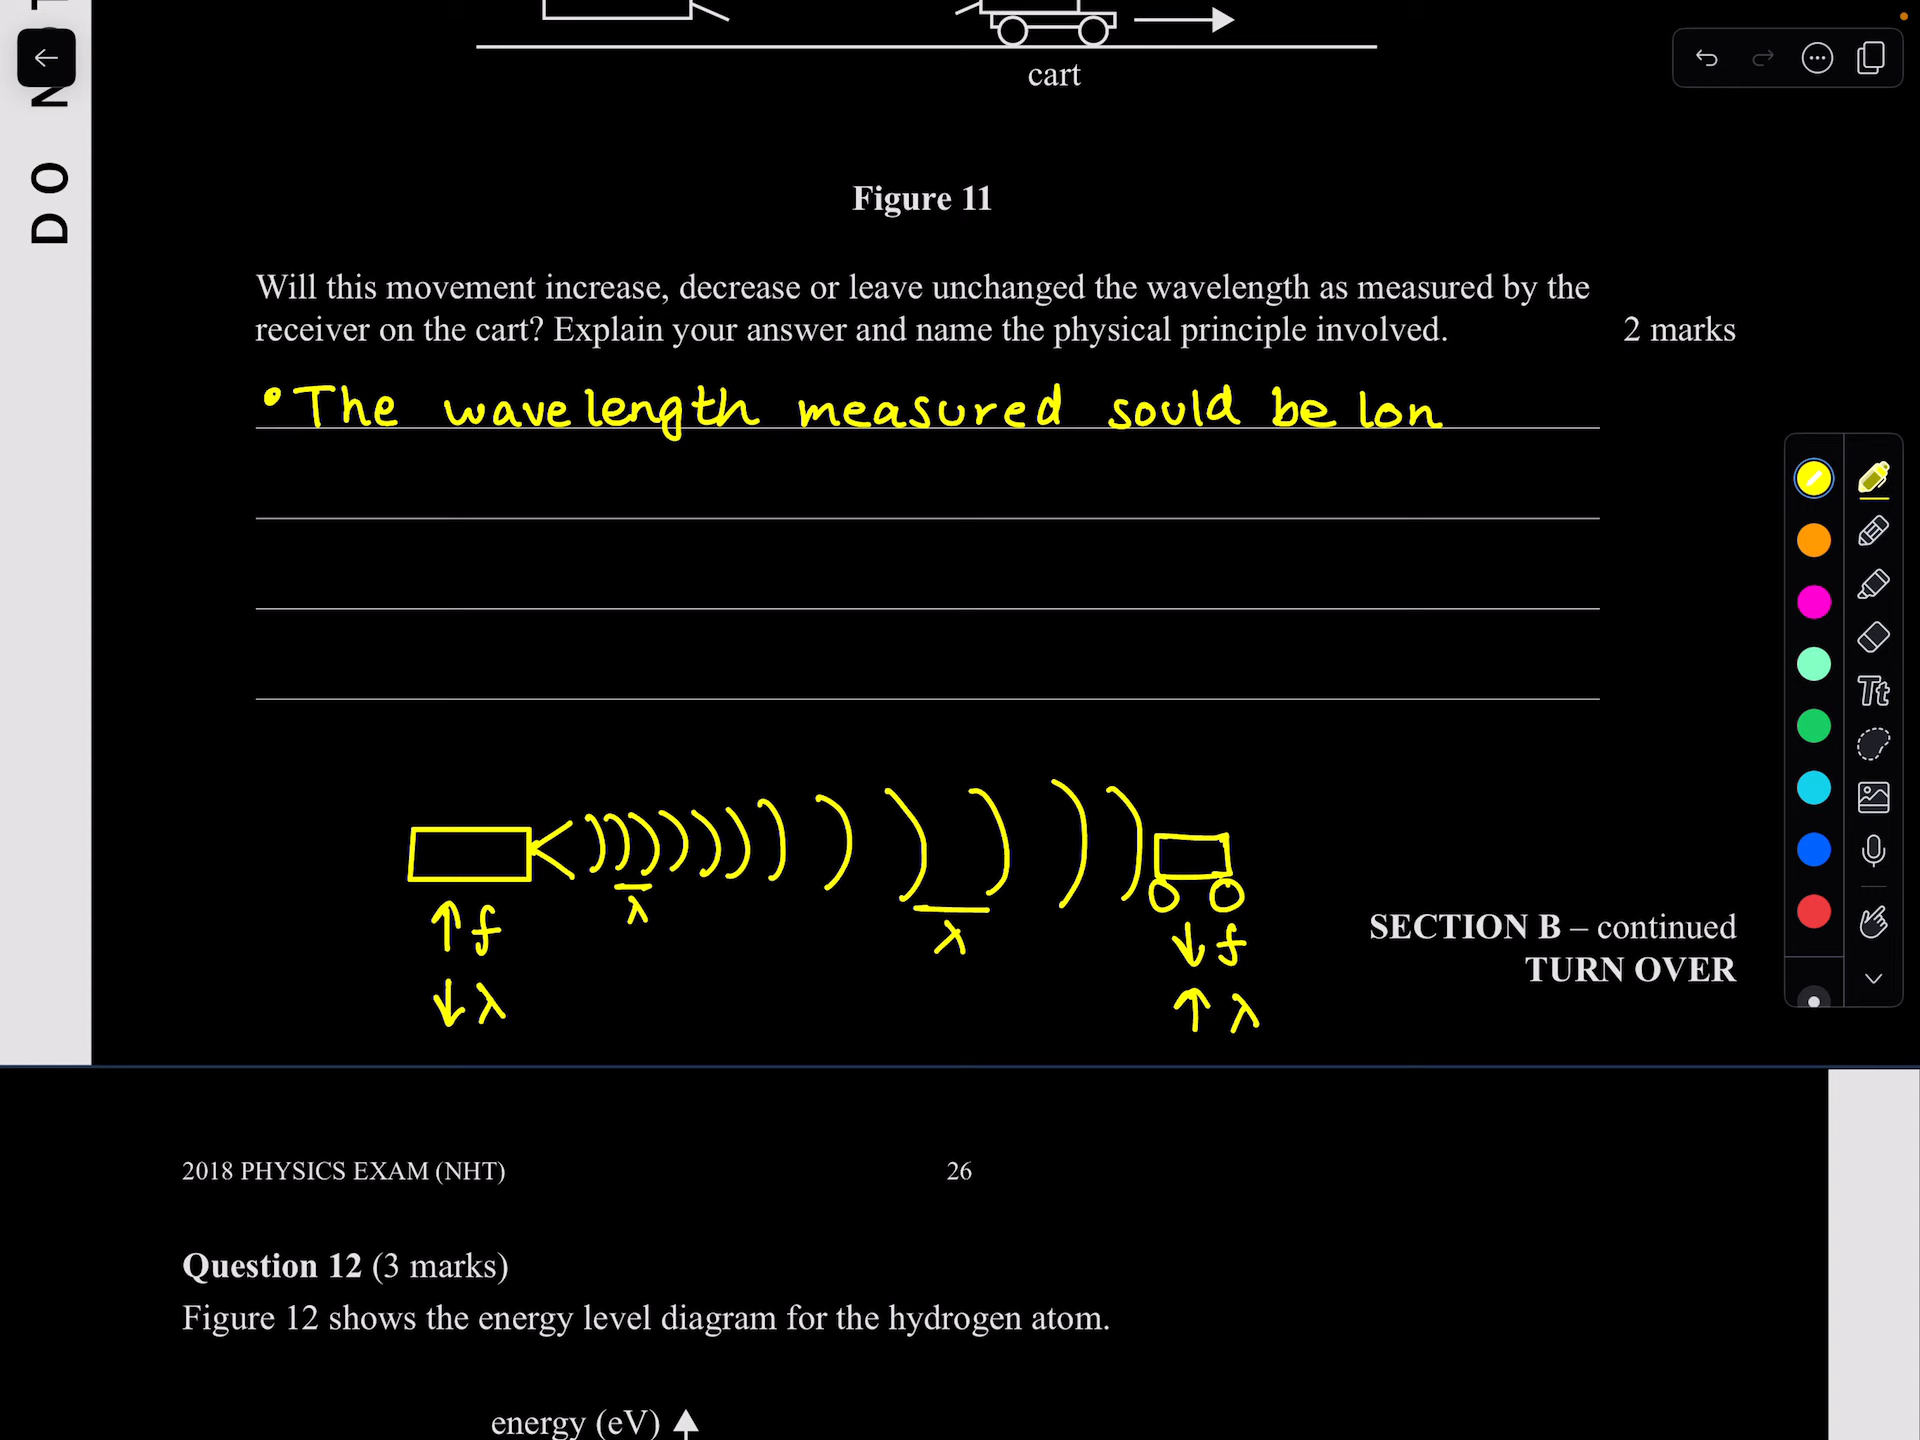 DO N
cart
Figure 11
Will this movement increase, decrease or leave unchanged the wavelength as measured by the
receiver on the cart? Explain your answer and name the physical principle involved. 2 marks
• The wavelength measured sould be lon
λ
λ
↑ f
↓ λ
↓ f
↑ λ
SECTION B – continued
TURN OVER
Tt
2018 PHYSICS EXAM (NHT) 26
Question 12 (3 marks)
Figure 12 shows the energy level diagram for the hydrogen atom.
energy (eV)